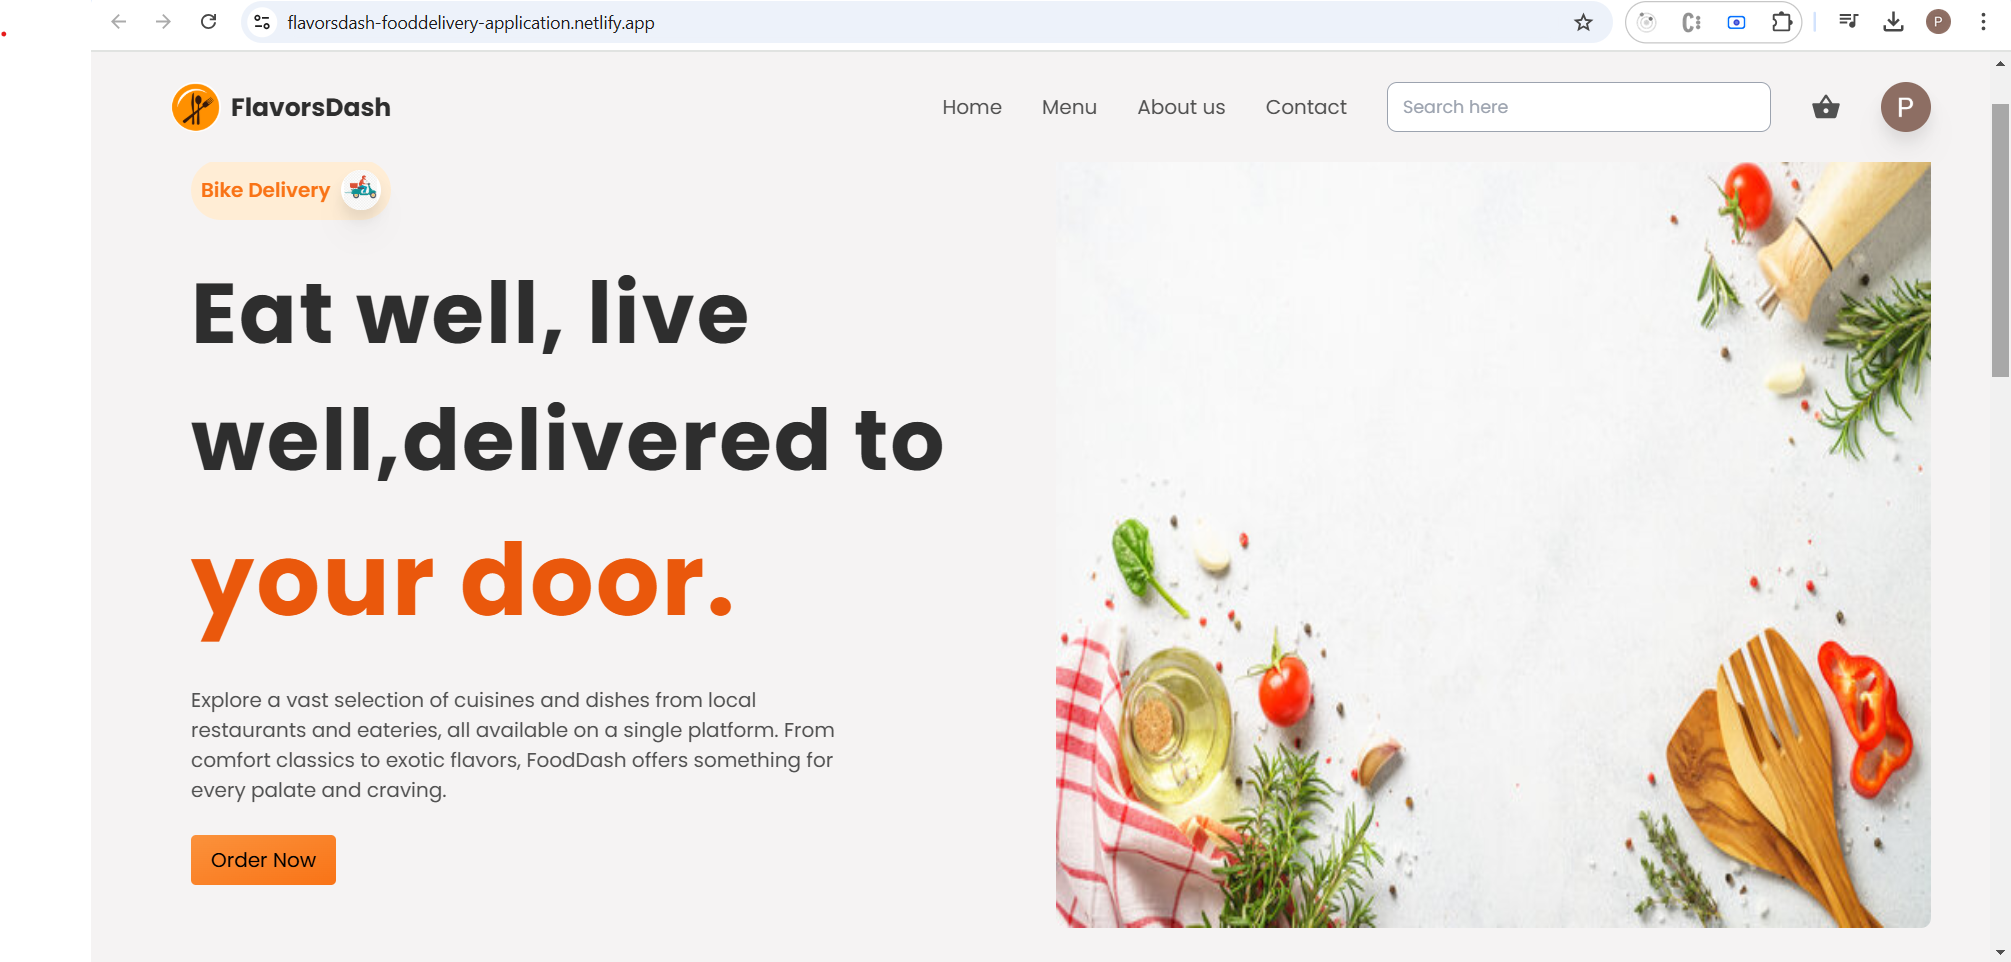 flavorsdash-fooddelivery-application.netlify.app
P
FlavorsDash
Home
Menu
About us
Contact
Search here
P
Bike Delivery
Eat well, live
well,delivered to
your door.
Explore a vast selection of cuisines and dishes from local
restaurants and eateries, all available on a single platform. From
comfort classics to exotic flavors, FoodDash offers something for
every palate and craving.
Order Now